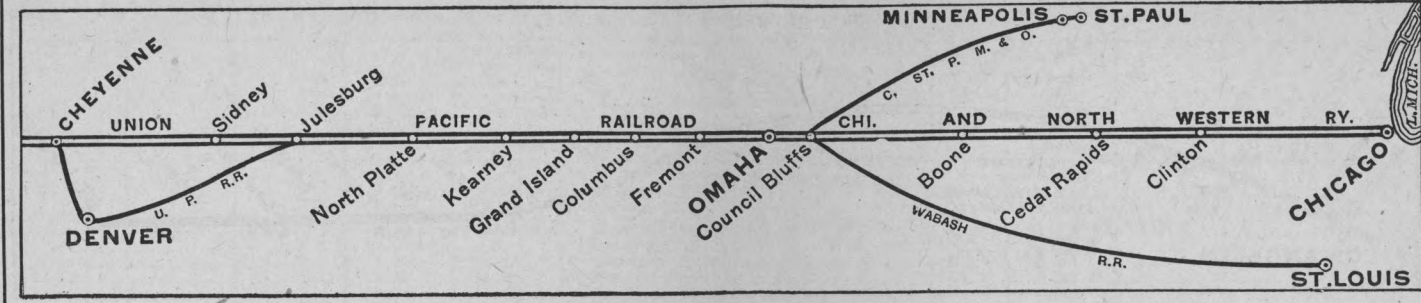 MINNEAPOLIS ST. PAUL
C. ST. P. M. & O.
CHEYENNE
Sidney
Julesburg
UNION PACIFIC RAILROAD
CHI. AND NORTH WESTERN RY.
L. MICH.
North Platte
Kearney
Grand Island
Columbus
Fremont
OMAHA
Council Bluffs
Boone
Cedar Rapids
Clinton
CHICAGO
U. P. R.R.
DENVER
WABASH R.R.
ST. LOUIS